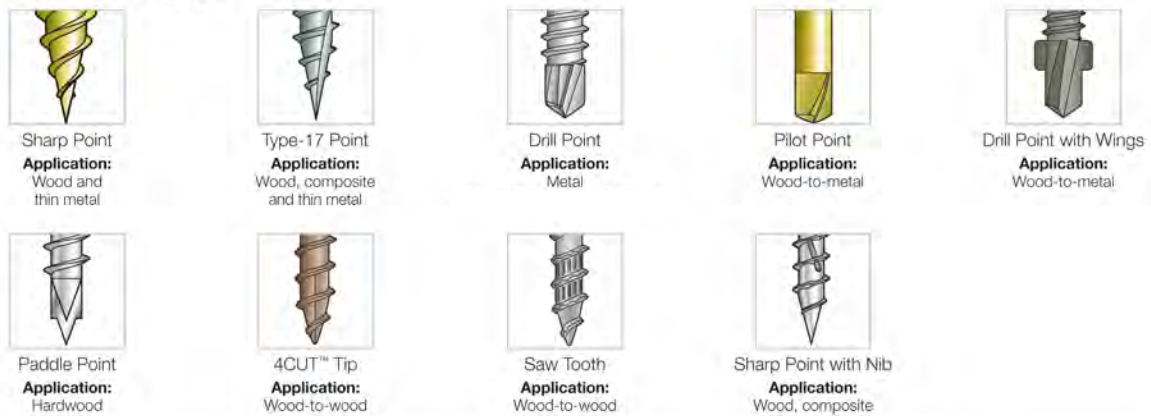 Sharp Point
Application:
Wood and
thin metal
Type-17 Point
Application:
Wood, composite
and thin metal
Drill Point
Application:
Metal
Pilot Point
Application:
Wood-to-metal
Drill Point with Wings
Application:
Wood-to-metal
Paddle Point
Application:
Hardwood
4CUT™ Tip
Application:
Wood-to-wood
Saw Tooth
Application:
Wood-to-wood
Sharp Point with Nib
Application:
Wood, composite